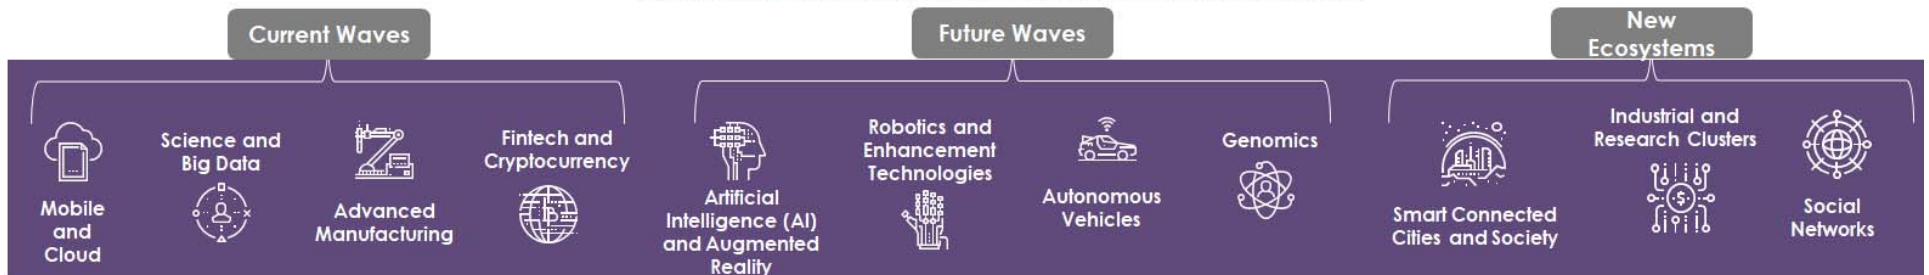 Current Waves
Future Waves
New
Ecosystems
Mobile
and
Cloud
Science and
Big Data
Advanced
Manufacturing
Fintech and
Cryptocurrency
Artificial
Intelligence (AI)
and Augmented
Reality
Robotics and
Enhancement
Technologies
Autonomous
Vehicles
Genomics
Smart Connected
Cities and Society
Industrial and
Research Clusters
Social
Networks